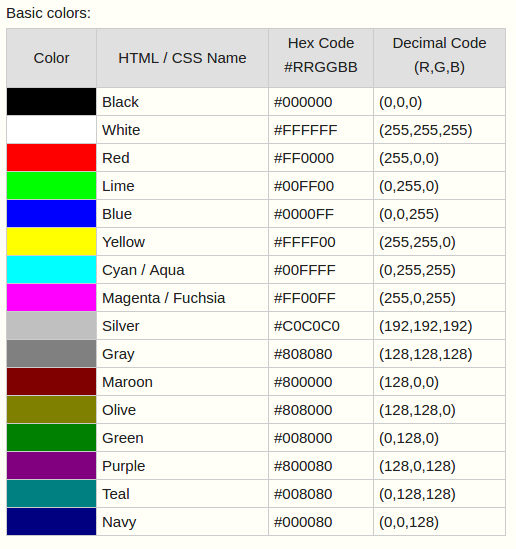 Basic colors:
Color HTML / CSS Name Hex Code #RRGGBB Decimal Code (R,G,B)
Black #000000 (0,0,0)
White #FFFFFF (255,255,255)
Red #FF0000 (255,0,0)
Lime #00FF00 (0,255,0)
Blue #0000FF (0,0,255)
Yellow #FFFF00 (255,255,0)
Cyan / Aqua #00FFFF (0,255,255)
Magenta / Fuchsia #FF00FF (255,0,255)
Silver #C0C0C0 (192,192,192)
Gray #808080 (128,128,128)
Maroon #800000 (128,0,0)
Olive #808000 (128,128,0)
Green #008000 (0,128,0)
Purple #800080 (128,0,128)
Teal #008080 (0,128,128)
Navy #000080 (0,0,128)